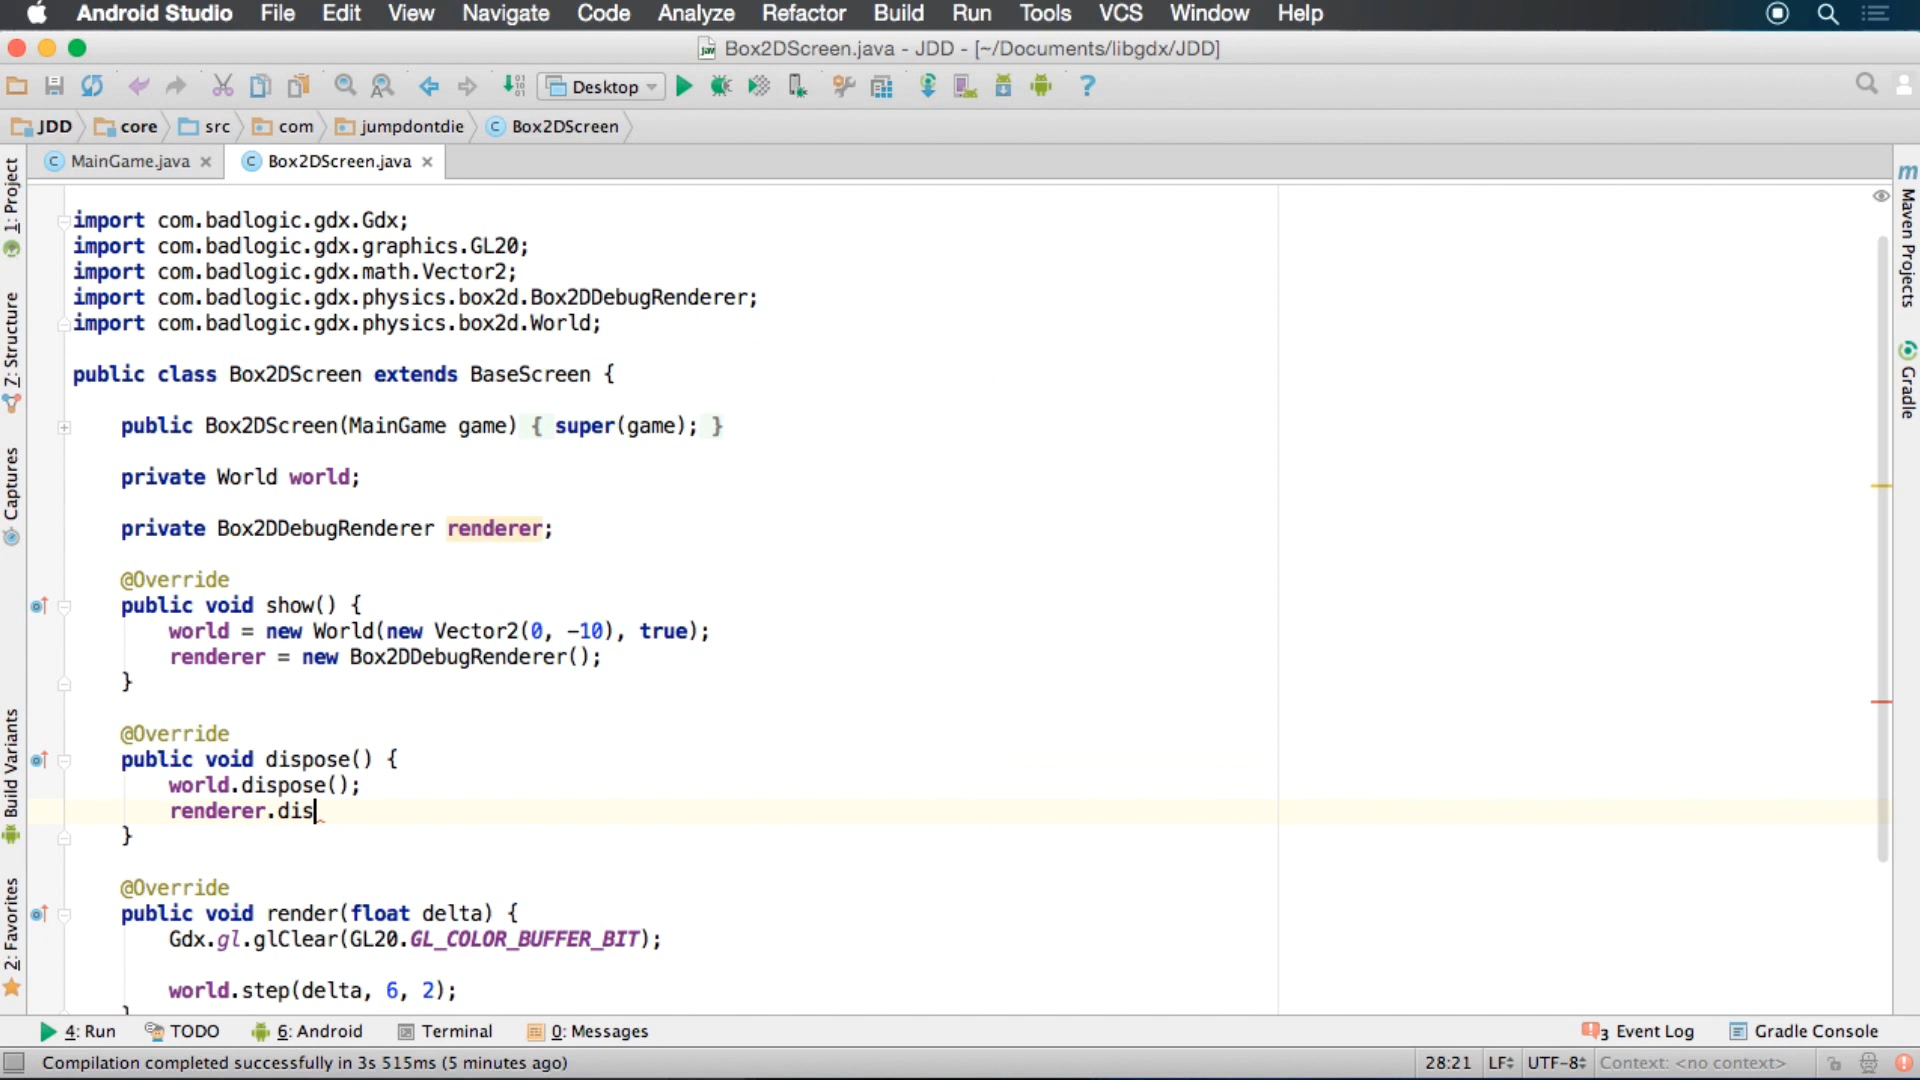 Android Studio File Edit View Navigate Code Analyze Refactor Build Run Tools VCS Window Help
Box2DScreen.java - JDD - [~/Documents/libgdx/JDD]
Desktop
JDD core src com jumpdontdie Box2DScreen
MainGame.java Box2DScreen.java
import com.badlogic.gdx.Gdx;
import com.badlogic.gdx.graphics.GL20;
import com.badlogic.gdx.math.Vector2;
import com.badlogic.gdx.physics.box2d.Box2DDebugRenderer;
import com.badlogic.gdx.physics.box2d.World;
public class Box2DScreen extends BaseScreen {
public Box2DScreen(MainGame game) { super(game); }
private World world;
private Box2DDebugRenderer renderer;
@Override
public void show() {
world = new World(new Vector2(0, -10), true);
renderer = new Box2DDebugRenderer();
}
@Override
public void dispose() {
world.dispose();
renderer.dis
}
@Override
public void render(float delta) {
Gdx.gl.glClear(GL20.GL_COLOR_BUFFER_BIT);
world.step(delta, 6, 2);
1: Project
7: Structure
Captures
Build Variants
2: Favorites
Maven Projects
Gradle
4: Run TODO 6: Android Terminal 0: Messages 3 Event Log Gradle Console
Compilation completed successfully in 3s 515ms (5 minutes ago) 28:21 LF UTF-8 Context: <no context>